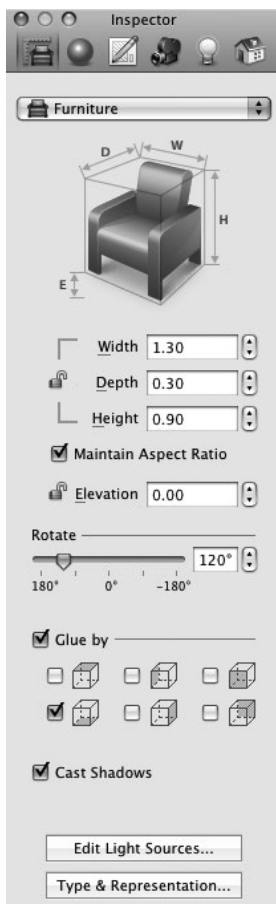 Inspector
Furniture
D
W
H
E
Width 1.30
Depth 0.30
Height 0.90
Maintain Aspect Ratio
Elevation 0.00
Rotate
120°
180° 0° -180°
Glue by
Cast Shadows
Edit Light Sources...
Type & Representation...